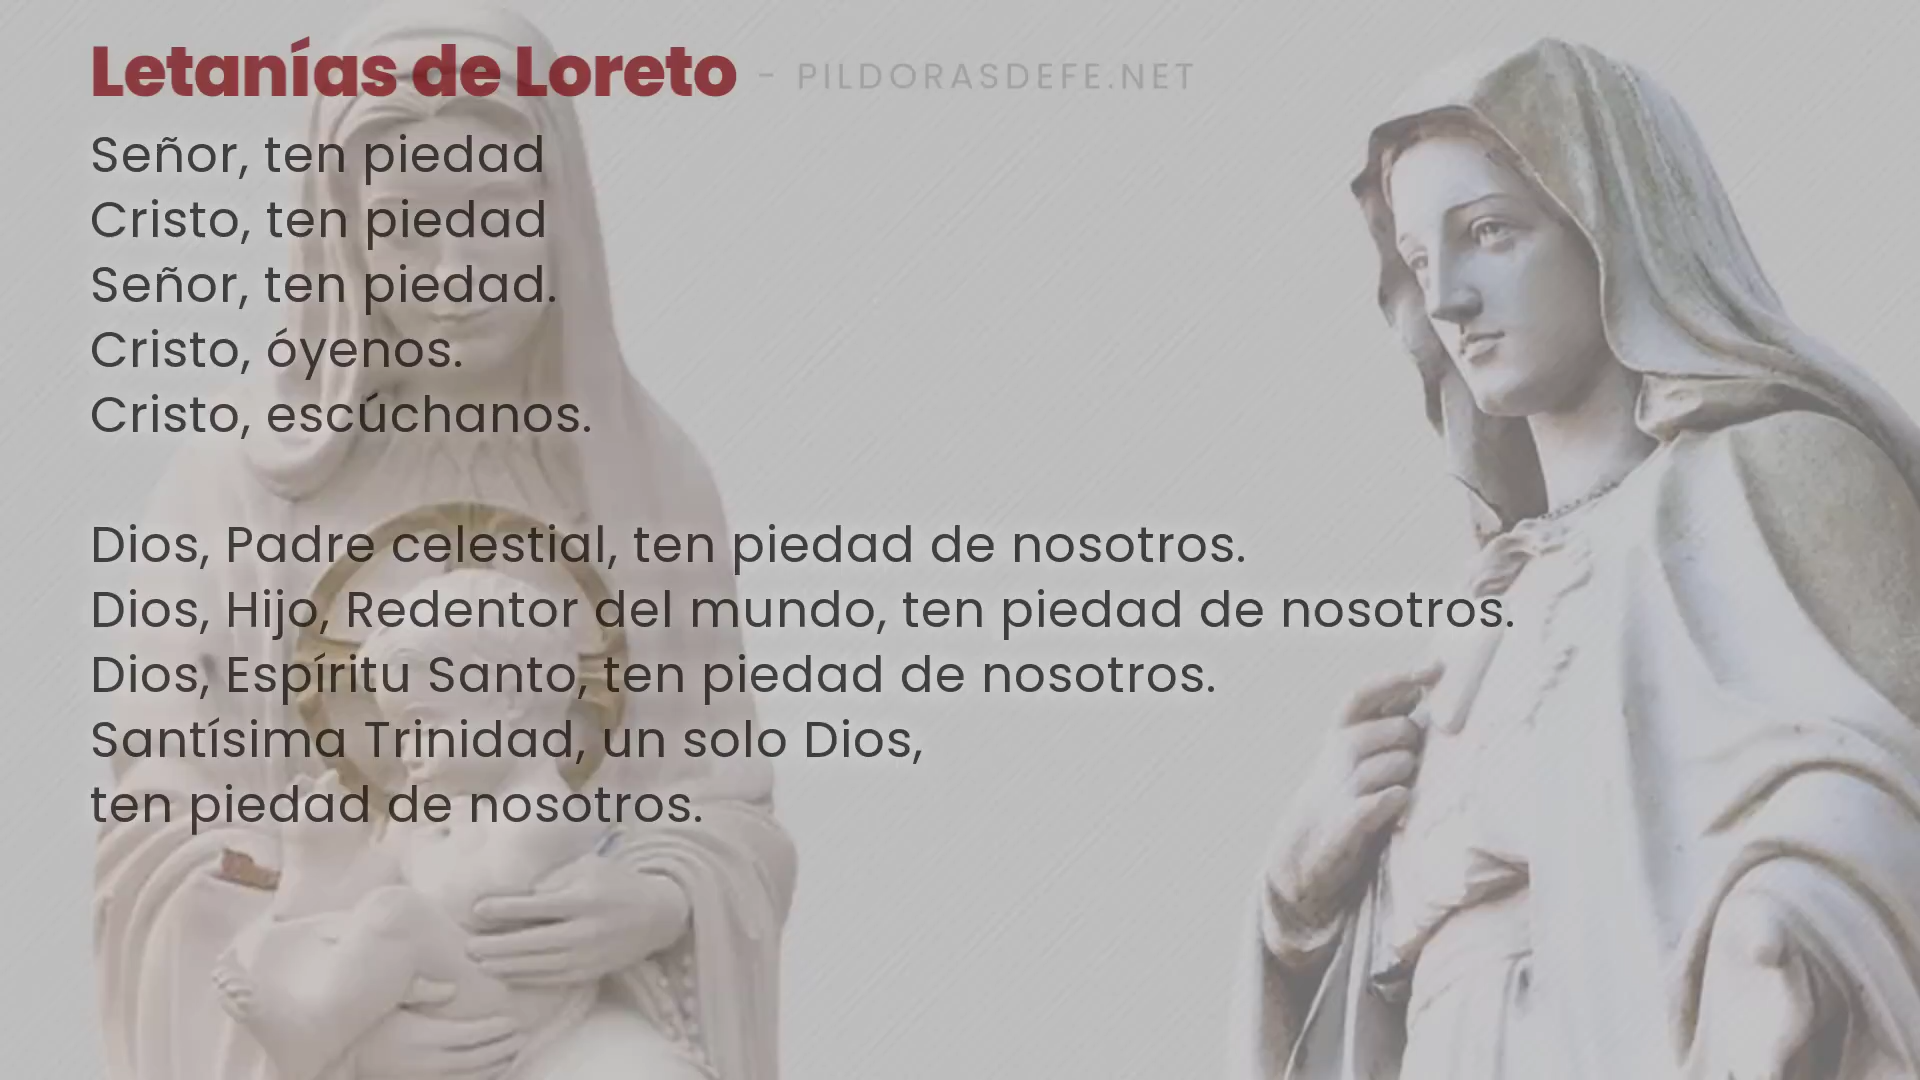 Letanías de Loreto - PILDORASDEFE.NET
Señor, ten piedad
Cristo, ten piedad
Señor, ten piedad.
Cristo, óyenos.
Cristo, escúchanos.
Dios, Padre celestial, ten piedad de nosotros.
Dios, Hijo, Redentor del mundo, ten piedad de nosotros.
Dios, Espíritu Santo, ten piedad de nosotros.
Santísima Trinidad, un solo Dios,
ten piedad de nosotros.